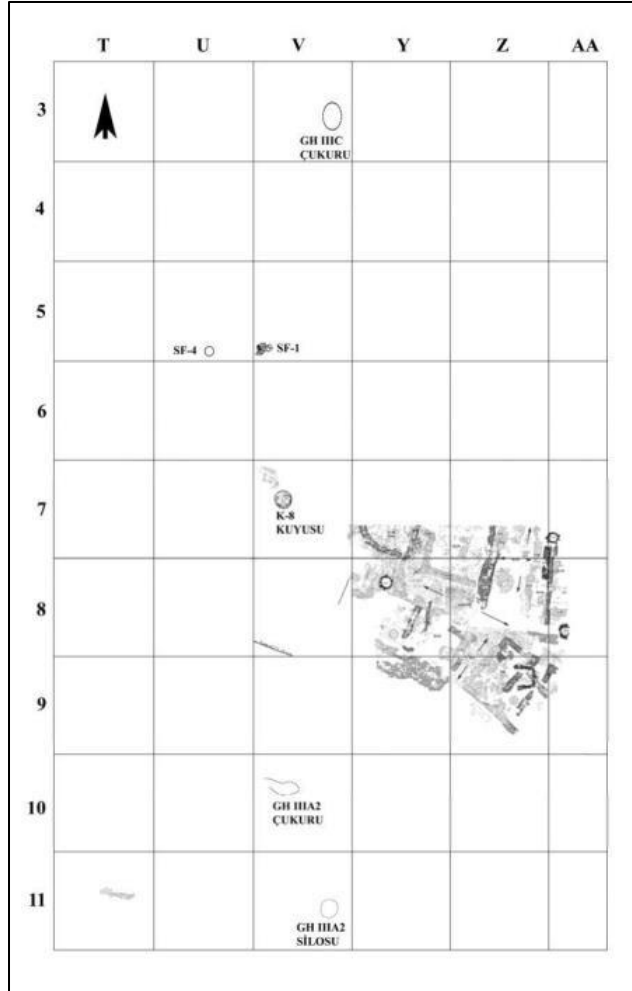 T U V Y Z AA
3
GH IIIC
ÇUKURU
4
5
SF-4 SF-1
6
7
K-8
KUYUSU
8
9
10
GH IIIA2
ÇUKURU
11
GH IIIA2
SİLOSU